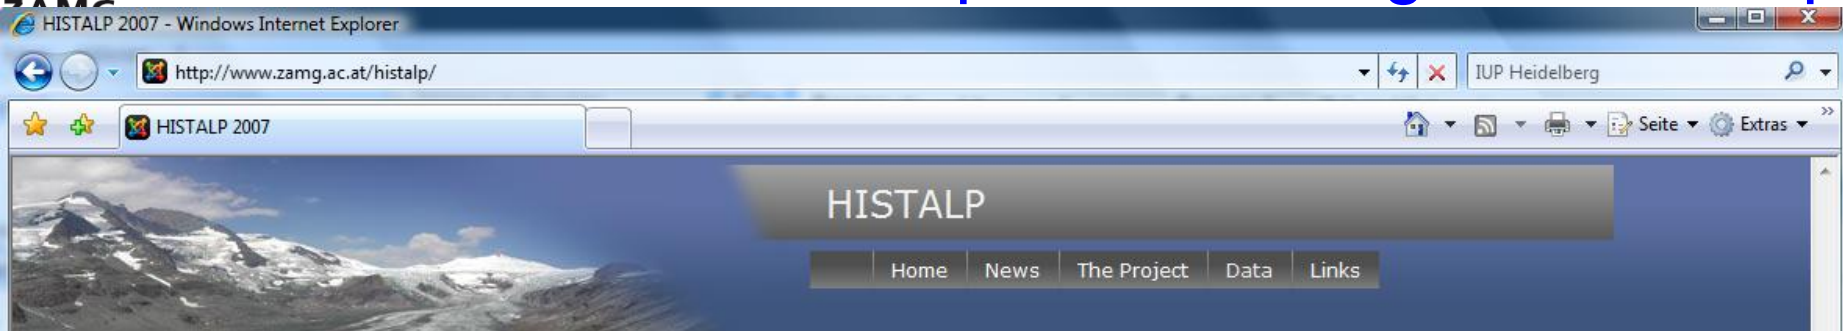 ZAMG
HISTALP 2007 - Windows Internet Explorer
http://www.zamg.ac.at/histalp/
IUP Heidelberg
HISTALP 2007
Seite
Extras
HISTALP
Home News The Project Data Links